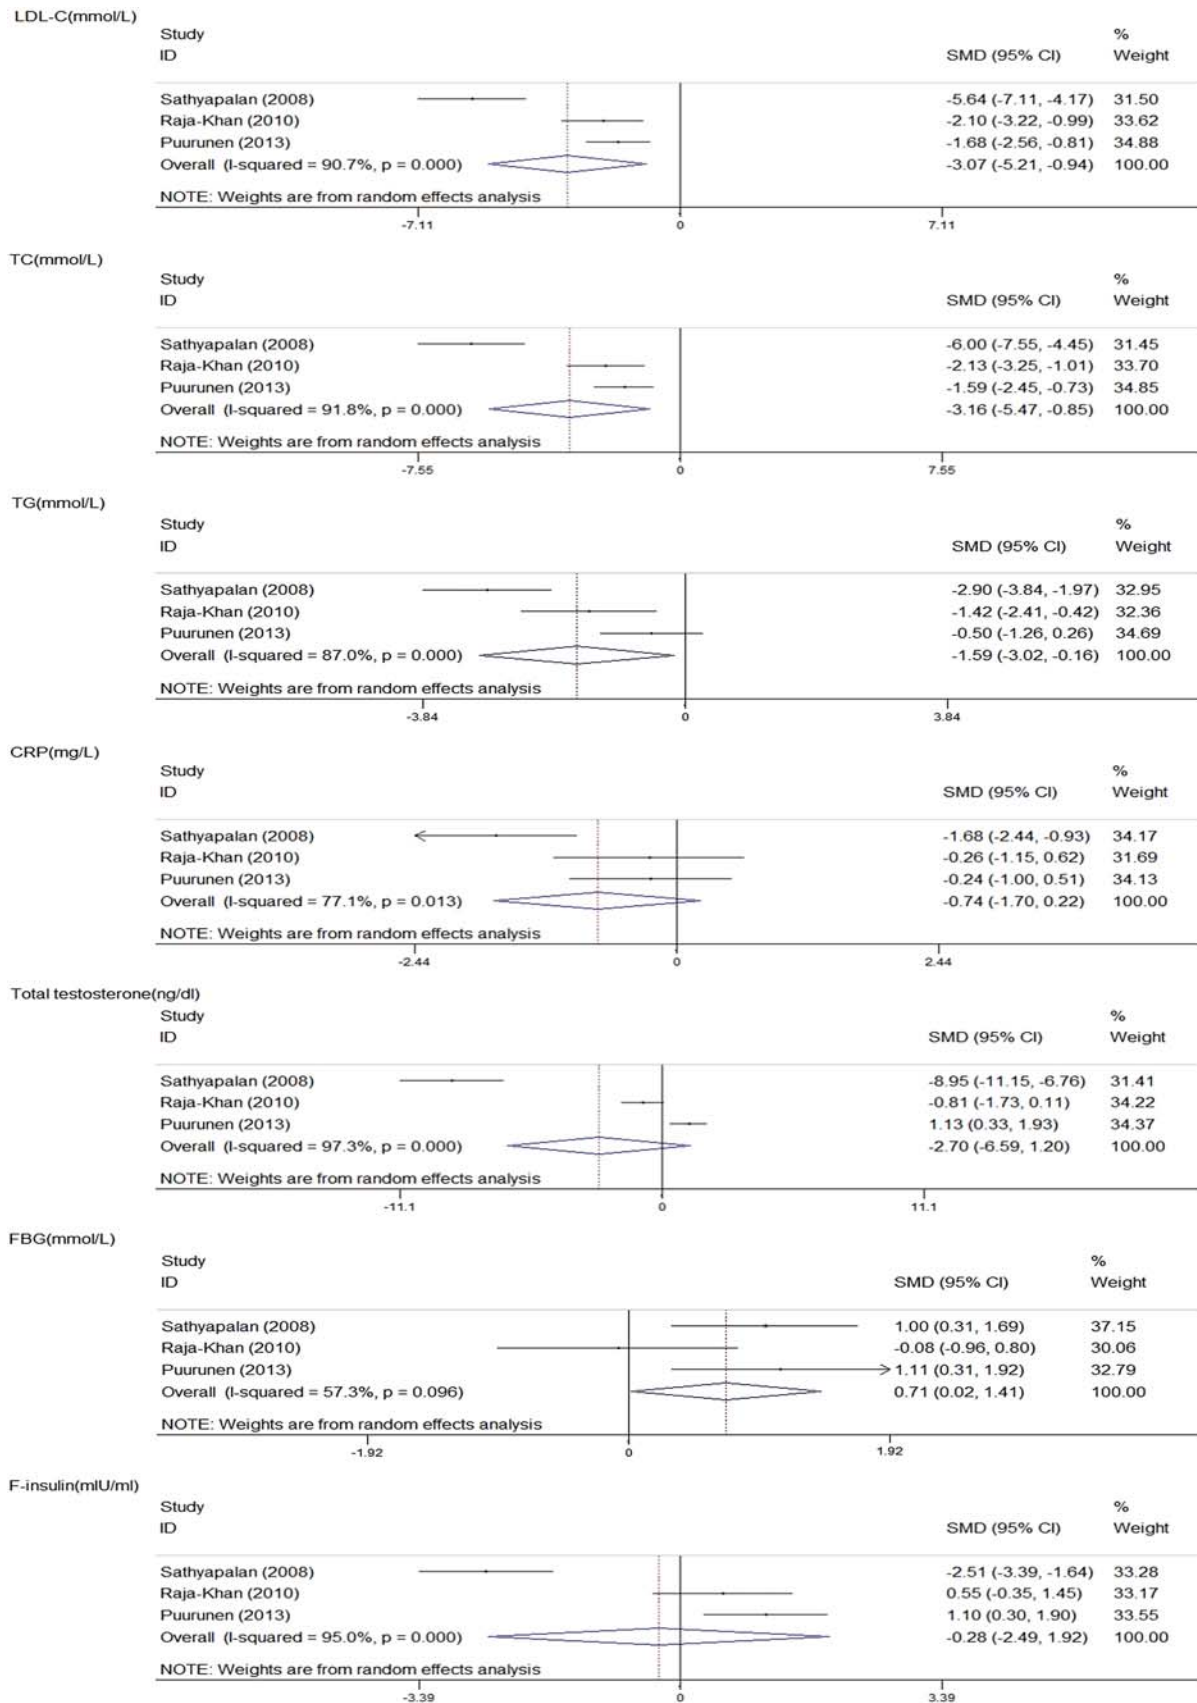 LDL-C(mmol/L)
Study %
ID SMD (95% CI) Weight
Sathyapalan (2008) -5.64 (-7.11, -4.17) 31.50
Raja-Khan (2010) -2.10 (-3.22, -0.99) 33.62
Puurunen (2013) -1.68 (-2.56, -0.81) 34.88
Overall (I-squared = 90.7%, p = 0.000) -3.07 (-5.21, -0.94) 100.00
NOTE: Weights are from random effects analysis
-7.11 0 7.11
TC(mmol/L)
Study %
ID SMD (95% CI) Weight
Sathyapalan (2008) -6.00 (-7.55, -4.45) 31.45
Raja-Khan (2010) -2.13 (-3.25, -1.01) 33.70
Puurunen (2013) -1.59 (-2.45, -0.73) 34.85
Overall (I-squared = 91.8%, p = 0.000) -3.16 (-5.47, -0.85) 100.00
NOTE: Weights are from random effects analysis
-7.55 0 7.55
TG(mmol/L)
Study %
ID SMD (95% CI) Weight
Sathyapalan (2008) -2.90 (-3.84, -1.97) 32.95
Raja-Khan (2010) -1.42 (-2.41, -0.42) 32.36
Puurunen (2013) -0.50 (-1.26, 0.26) 34.69
Overall (I-squared = 87.0%, p = 0.000) -1.59 (-3.02, -0.16) 100.00
NOTE: Weights are from random effects analysis
-3.84 0 3.84
CRP(mg/L)
Study %
ID SMD (95% CI) Weight
Sathyapalan (2008) -1.68 (-2.44, -0.93) 34.17
Raja-Khan (2010) -0.26 (-1.15, 0.62) 31.69
Puurunen (2013) -0.24 (-1.00, 0.51) 34.13
Overall (I-squared = 77.1%, p = 0.013) -0.74 (-1.70, 0.22) 100.00
NOTE: Weights are from random effects analysis
-2.44 0 2.44
Total testosterone(ng/dl)
Study %
ID SMD (95% CI) Weight
Sathyapalan (2008) -8.95 (-11.15, -6.76) 31.41
Raja-Khan (2010) -0.81 (-1.73, 0.11) 34.22
Puurunen (2013) 1.13 (0.33, 1.93) 34.37
Overall (I-squared = 97.3%, p = 0.000) -2.70 (-6.59, 1.20) 100.00
NOTE: Weights are from random effects analysis
-11.1 0 11.1
FBG(mmol/L)
Study %
ID SMD (95% CI) Weight
Sathyapalan (2008) 1.00 (0.31, 1.69) 37.15
Raja-Khan (2010) -0.08 (-0.96, 0.80) 30.06
Puurunen (2013) 1.11 (0.31, 1.92) 32.79
Overall (I-squared = 57.3%, p = 0.096) 0.71 (0.02, 1.41) 100.00
NOTE: Weights are from random effects analysis
-1.92 0 1.92
F-insulin(mIU/ml)
Study %
ID SMD (95% CI) Weight
Sathyapalan (2008) -2.51 (-3.39, -1.64) 33.28
Raja-Khan (2010) 0.55 (-0.35, 1.45) 33.17
Puurunen (2013) 1.10 (0.30, 1.90) 33.55
Overall (I-squared = 95.0%, p = 0.000) -0.28 (-2.49, 1.92) 100.00
NOTE: Weights are from random effects analysis
-3.39 0 3.39